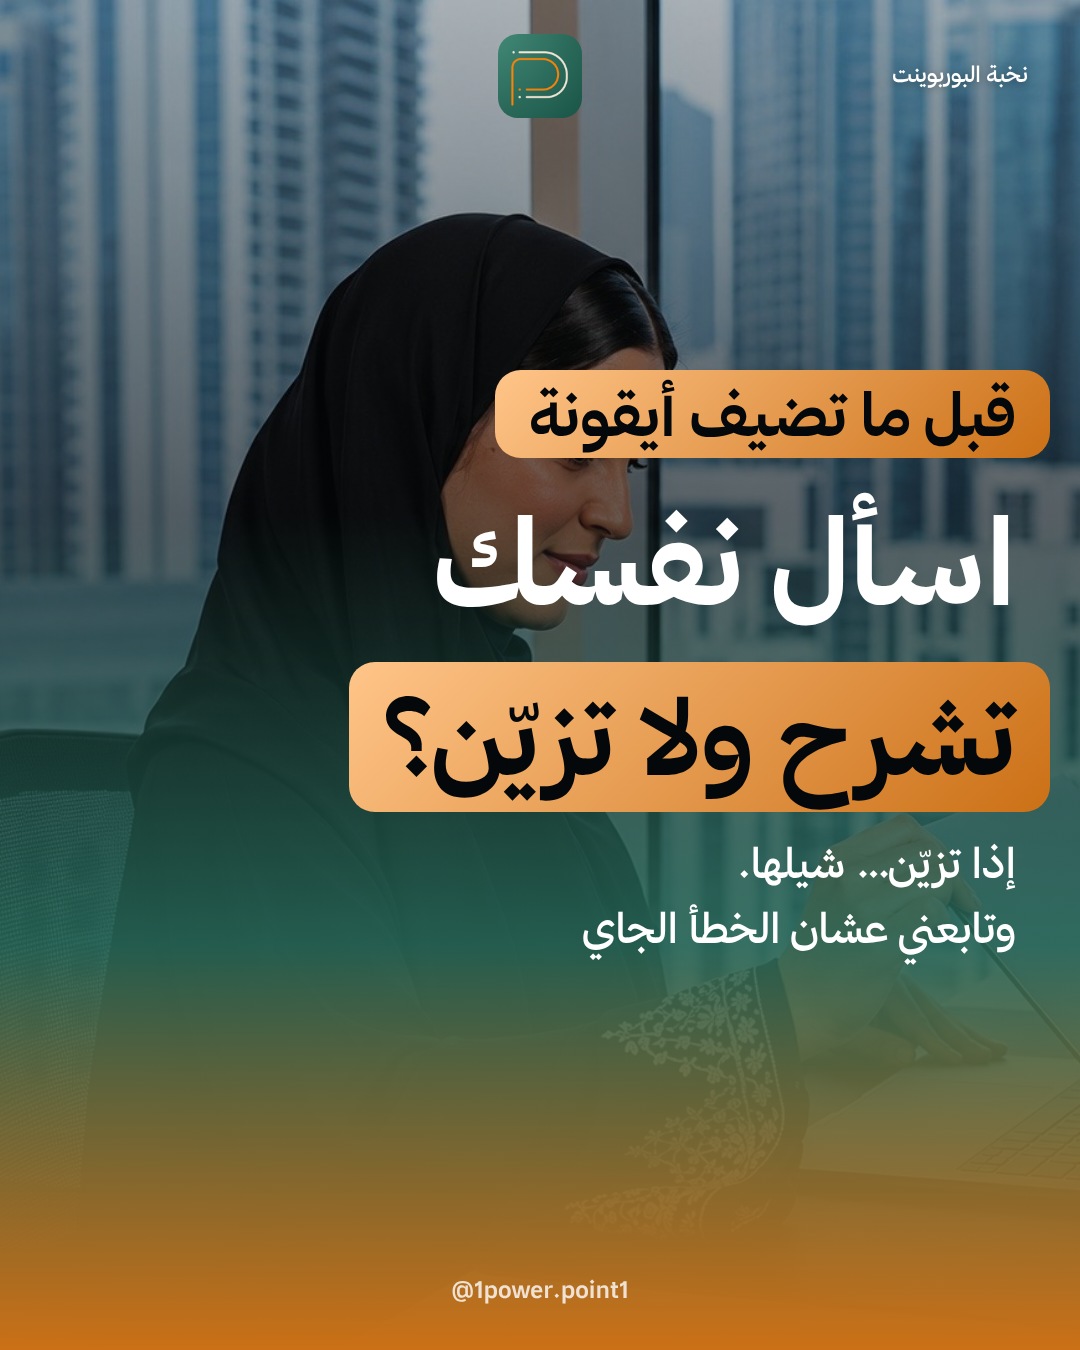 نخبة البوربوينت
قبل ما تضيف أيقونة
اسأل نفسك
تشرح ولا تزيّن؟
إذا تزيّن... شيلها.
وتابعني عشان الخطأ الجاي
@1power.point1